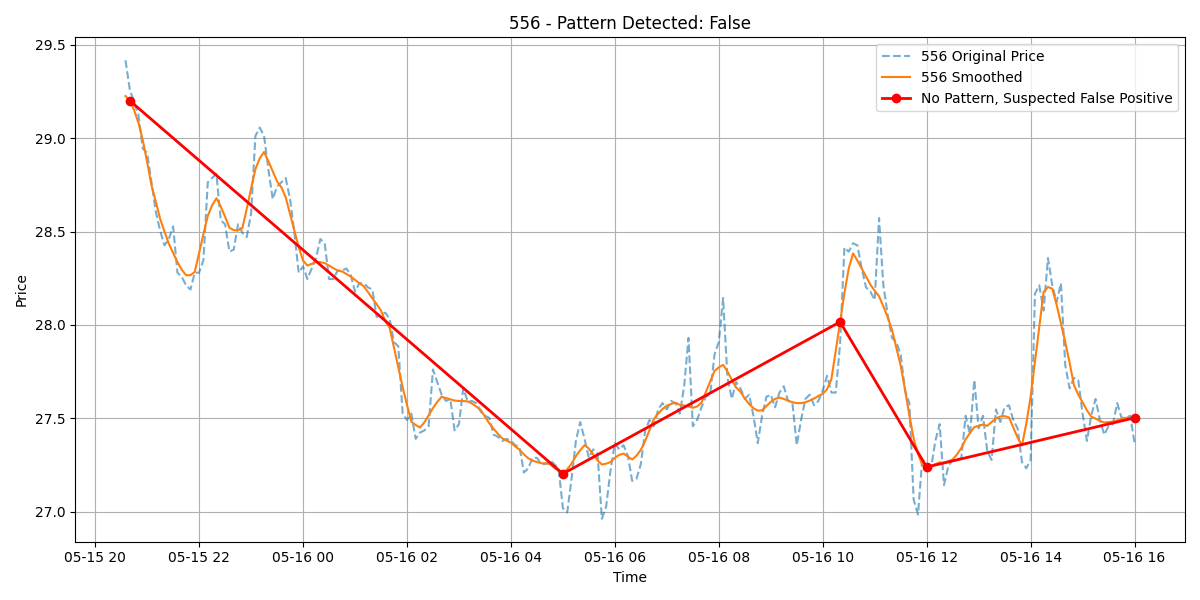 556 - Pattern Detected: False
29.5
29.0
28.5
28.0
27.5
27.0
Price
556 Original Price
556 Smoothed
No Pattern, Suspected False Positive
05-15 20
05-15 22
05-16 00
05-16 02
05-16 04
05-16 06
05-16 08
05-16 10
05-16 12
05-16 14
05-16 16
Time